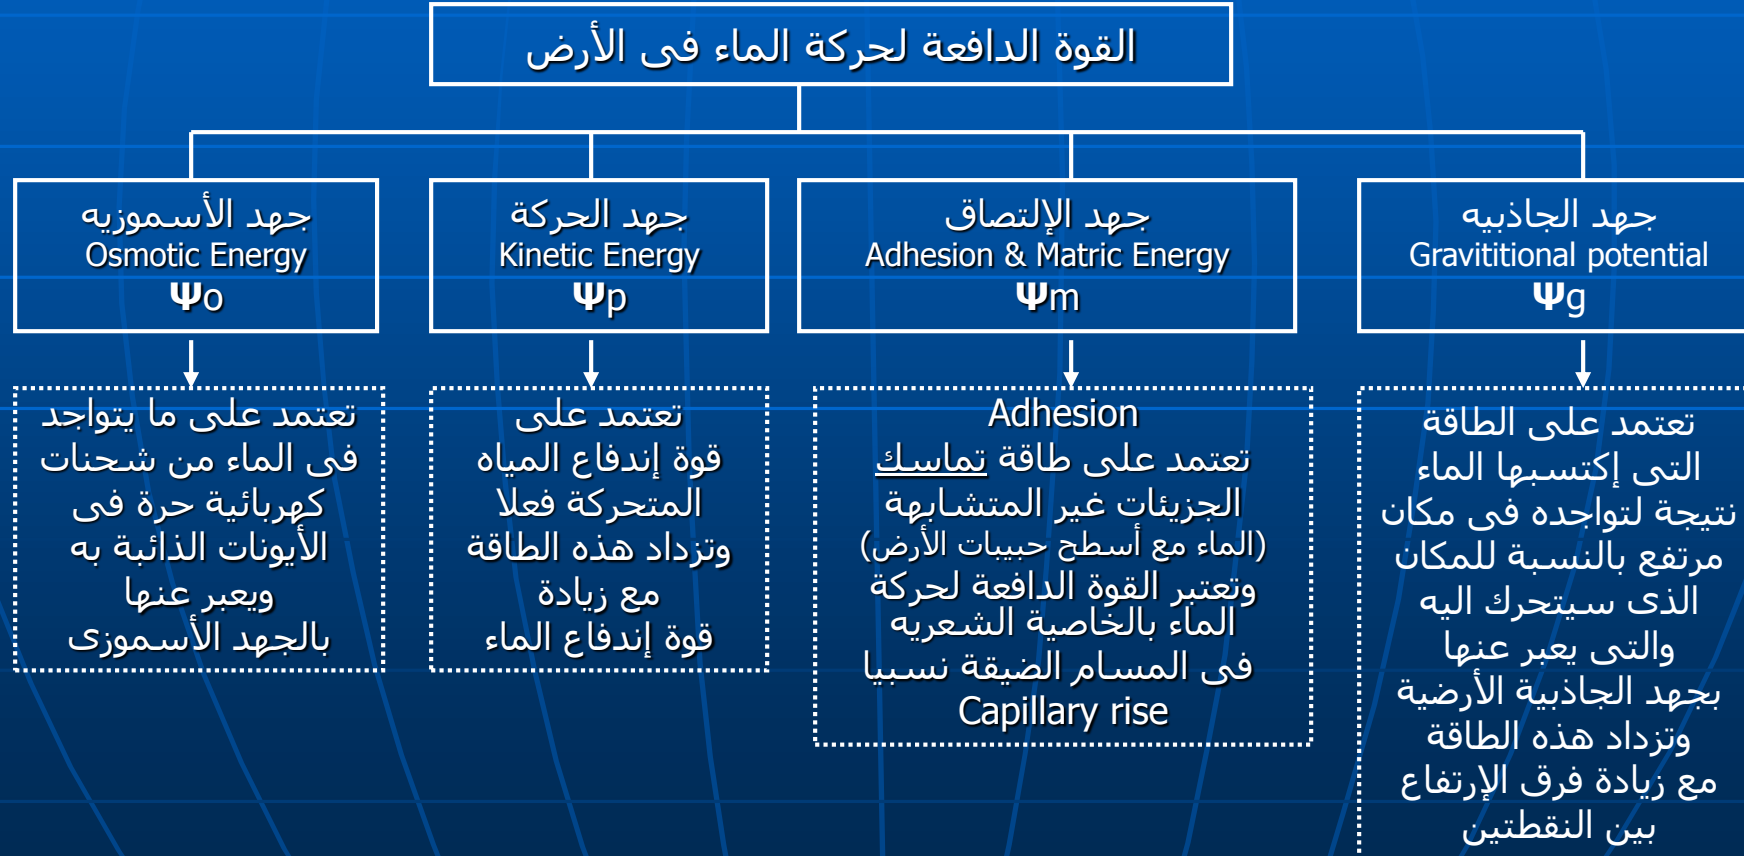 القوة الدافعة لحركة الماء فى الأرض
جهد الجاذبيه
Gravititional potential
Ψg
جهد الإلتصاق
Adhesion & Matric Energy
Ψm
جهد الحركة
Kinetic Energy
Ψp
جهد الأسموزيه
Osmotic Energy
Ψo
تعتمد على الطاقة
التى إكتسبها الماء
نتيجة لتواجده فى مكان
مرتفع بالنسبة للمكان
الذى سيتحرك اليه
والتى يعبر عنها
بجهد الجاذبية الأرضية
وتزداد هذه الطاقة
مع زيادة فرق الإرتفاع
بين النقطتين
Adhesion
تعتمد على طاقة تماسك
الجزيئات غير المتشابهة
(الماء مع أسطح حبيبات الأرض)
وتعتبر القوة الدافعة لحركة
الماء بالخاصية الشعريه
فى المسام الضيقة نسبيا
Capillary rise
تعتمد على
قوة إندفاع المياه
المتحركة فعلا
وتزداد هذه الطاقة
مع زيادة
قوة إندفاع الماء
تعتمد على ما يتواجد
فى الماء من شحنات
كهربائية حرة فى
الأيونات الذائبة به
ويعبر عنها
بالجهد الأسموزى